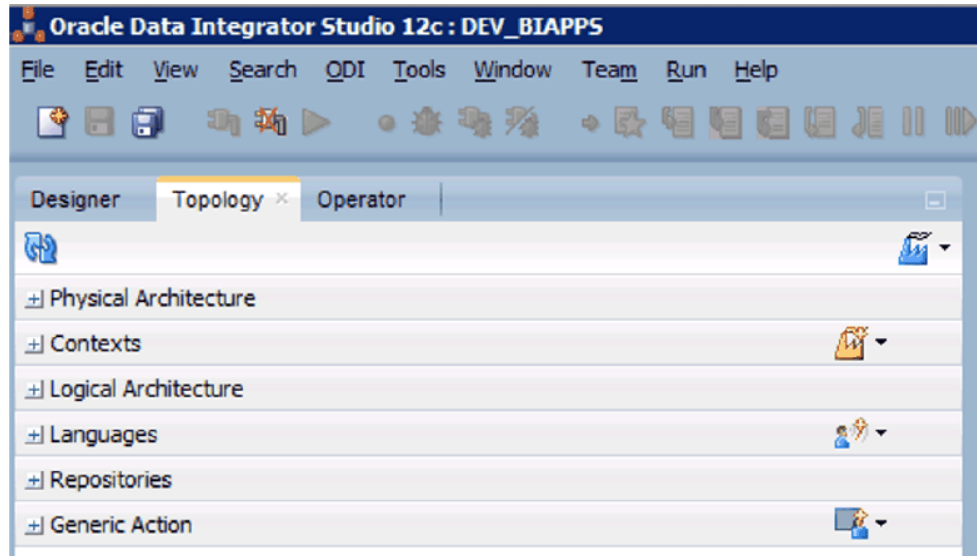 Oracle Data Integrator Studio 12c : DEV_BIAPPS
File Edit View Search ODI Tools Window Team Run Help
Designer Topology Operator
Physical Architecture
Contexts
Logical Architecture
Languages
Repositories
Generic Action